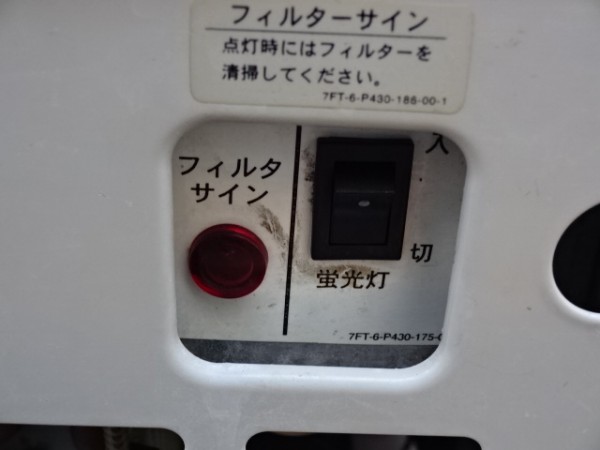 フィルターサイン
点灯時にはフィルターを
清掃してください。
7FT-6-P430-186-00-1
フィルタ
サイン
入
切
蛍光灯
7FT-6-P430-175-